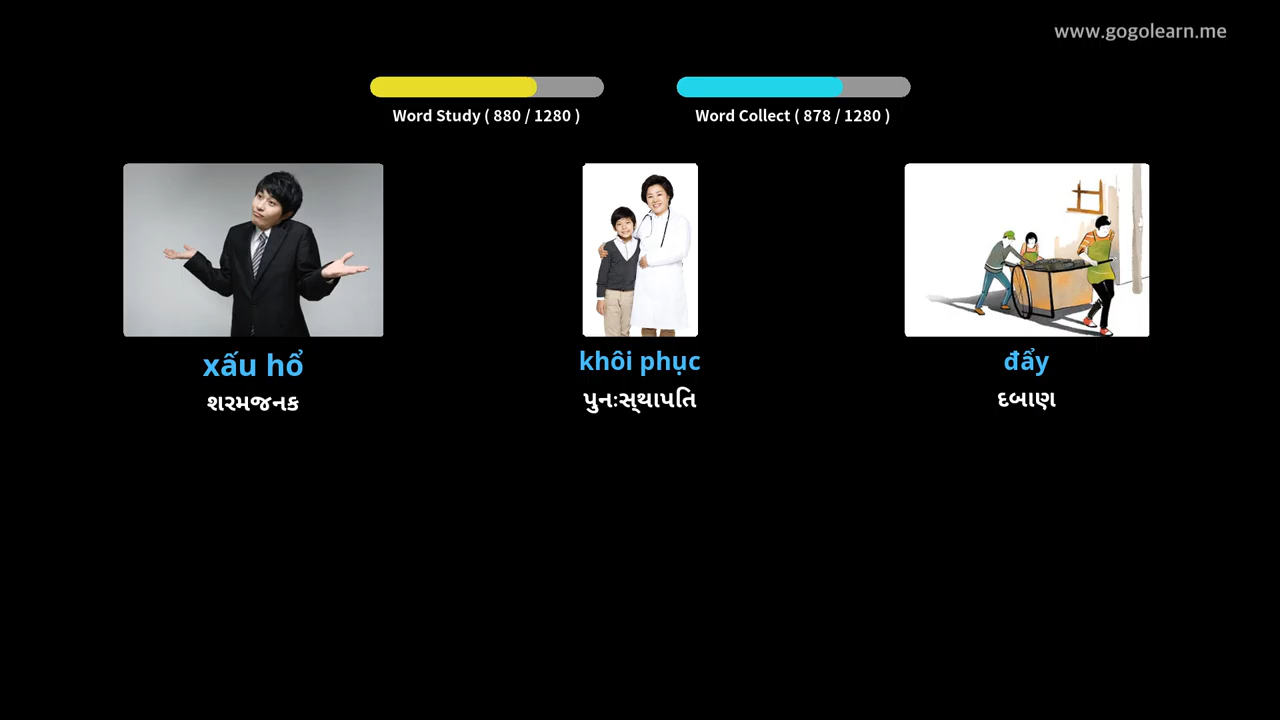 www.gogolearn.me
Word Study ( 880 / 1280 )
Word Collect ( 878 / 1280 )
xấu hổ
શરમજનક
khôi phục
પુનઃસ્થાપતિ
đẩy
દબાણ